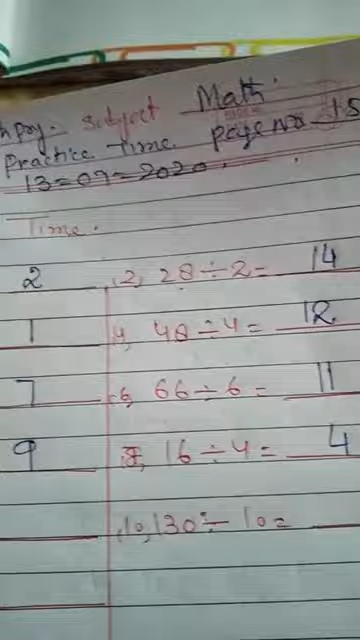 Subject Math
Practice Time page no 15
13-07-2020
Time.
2 2, 28÷2= 14
1 4, 48÷4= 12
7 6, 66÷6= 11
9 8, 16÷4= 4
10, 130÷10=